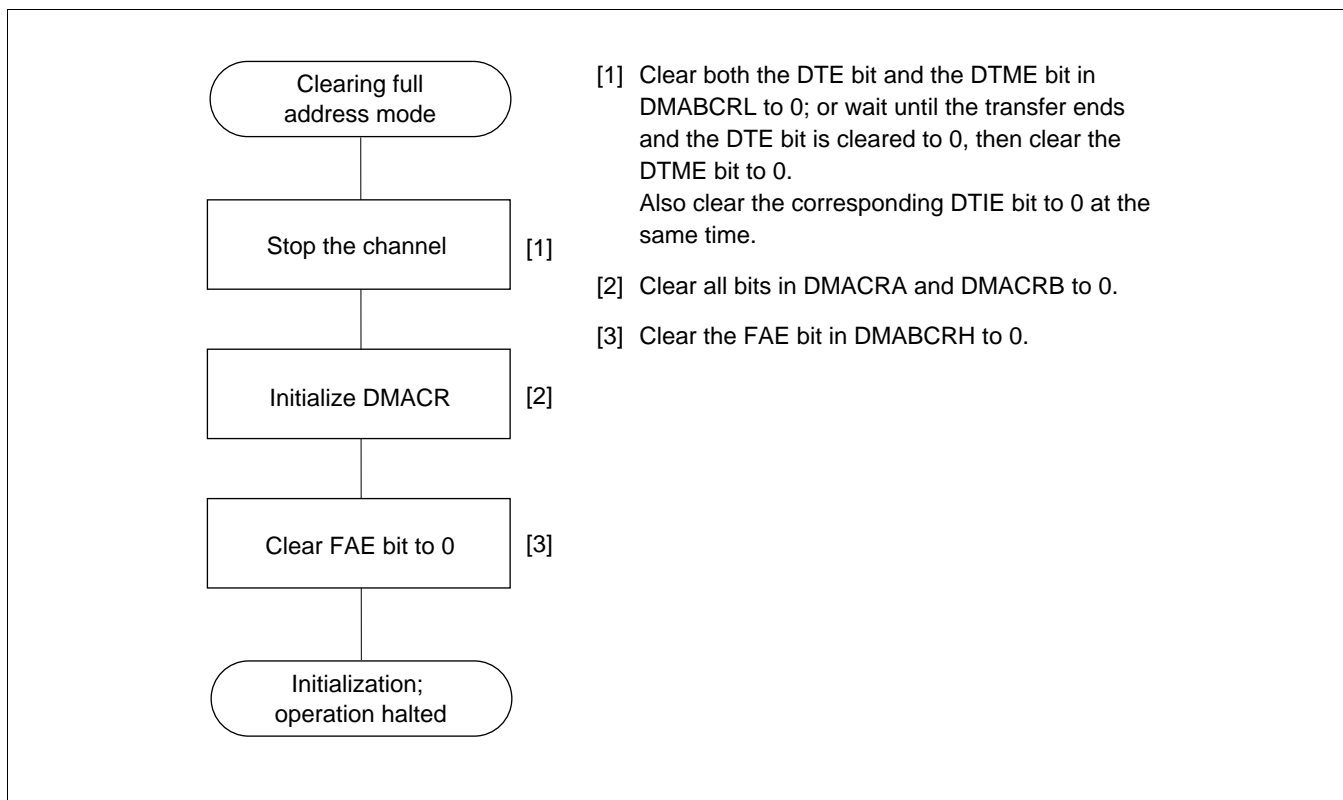 Clearing full
address mode
Stop the channel
[1]
Initialize DMACR
[2]
Clear FAE bit to 0
[3]
Initialization;
operation halted
[1] Clear both the DTE bit and the DTME bit in
DMABCRL to 0; or wait until the transfer ends
and the DTE bit is cleared to 0, then clear the
DTME bit to 0.
Also clear the corresponding DTIE bit to 0 at the
same time.
[2] Clear all bits in DMACRA and DMACRB to 0.
[3] Clear the FAE bit in DMABCRH to 0.